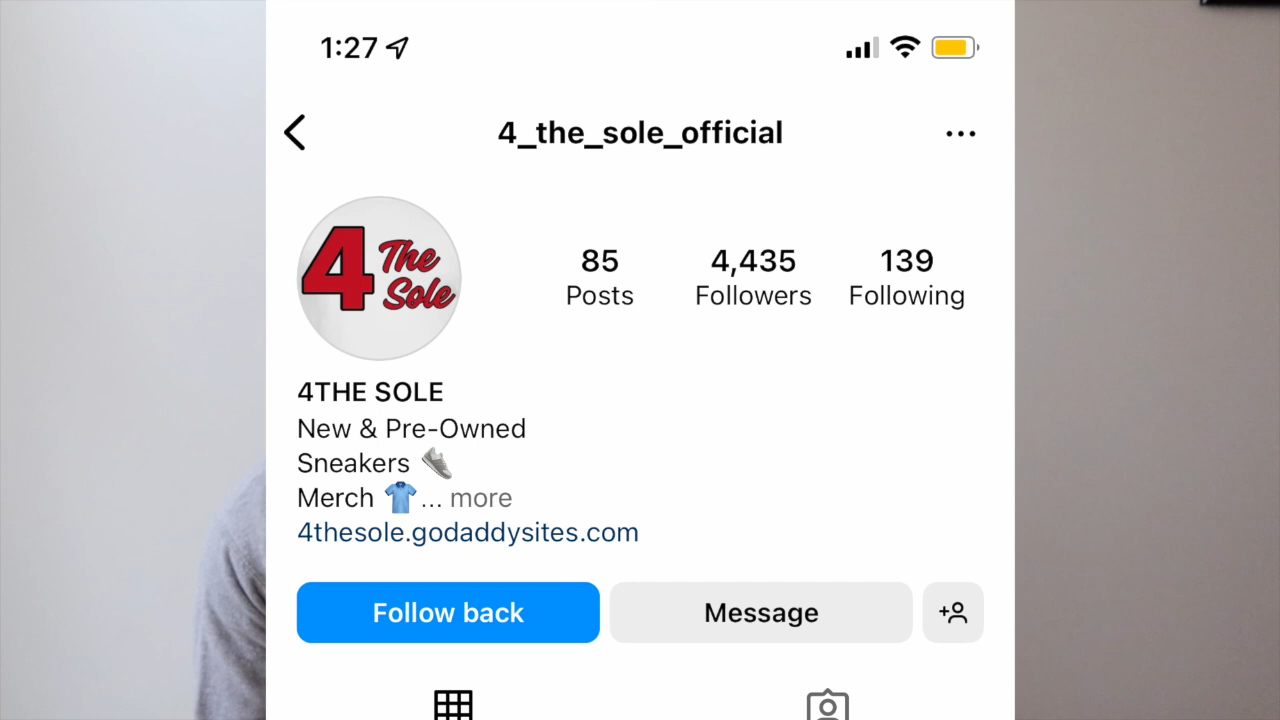 1:27
4_the_sole_official
4 The Sole
85 4,435 139
Posts Followers Following
4THE SOLE
New & Pre-Owned
Sneakers 👟
Merch 👕... more
4thesole.godaddysites.com
Follow back Message